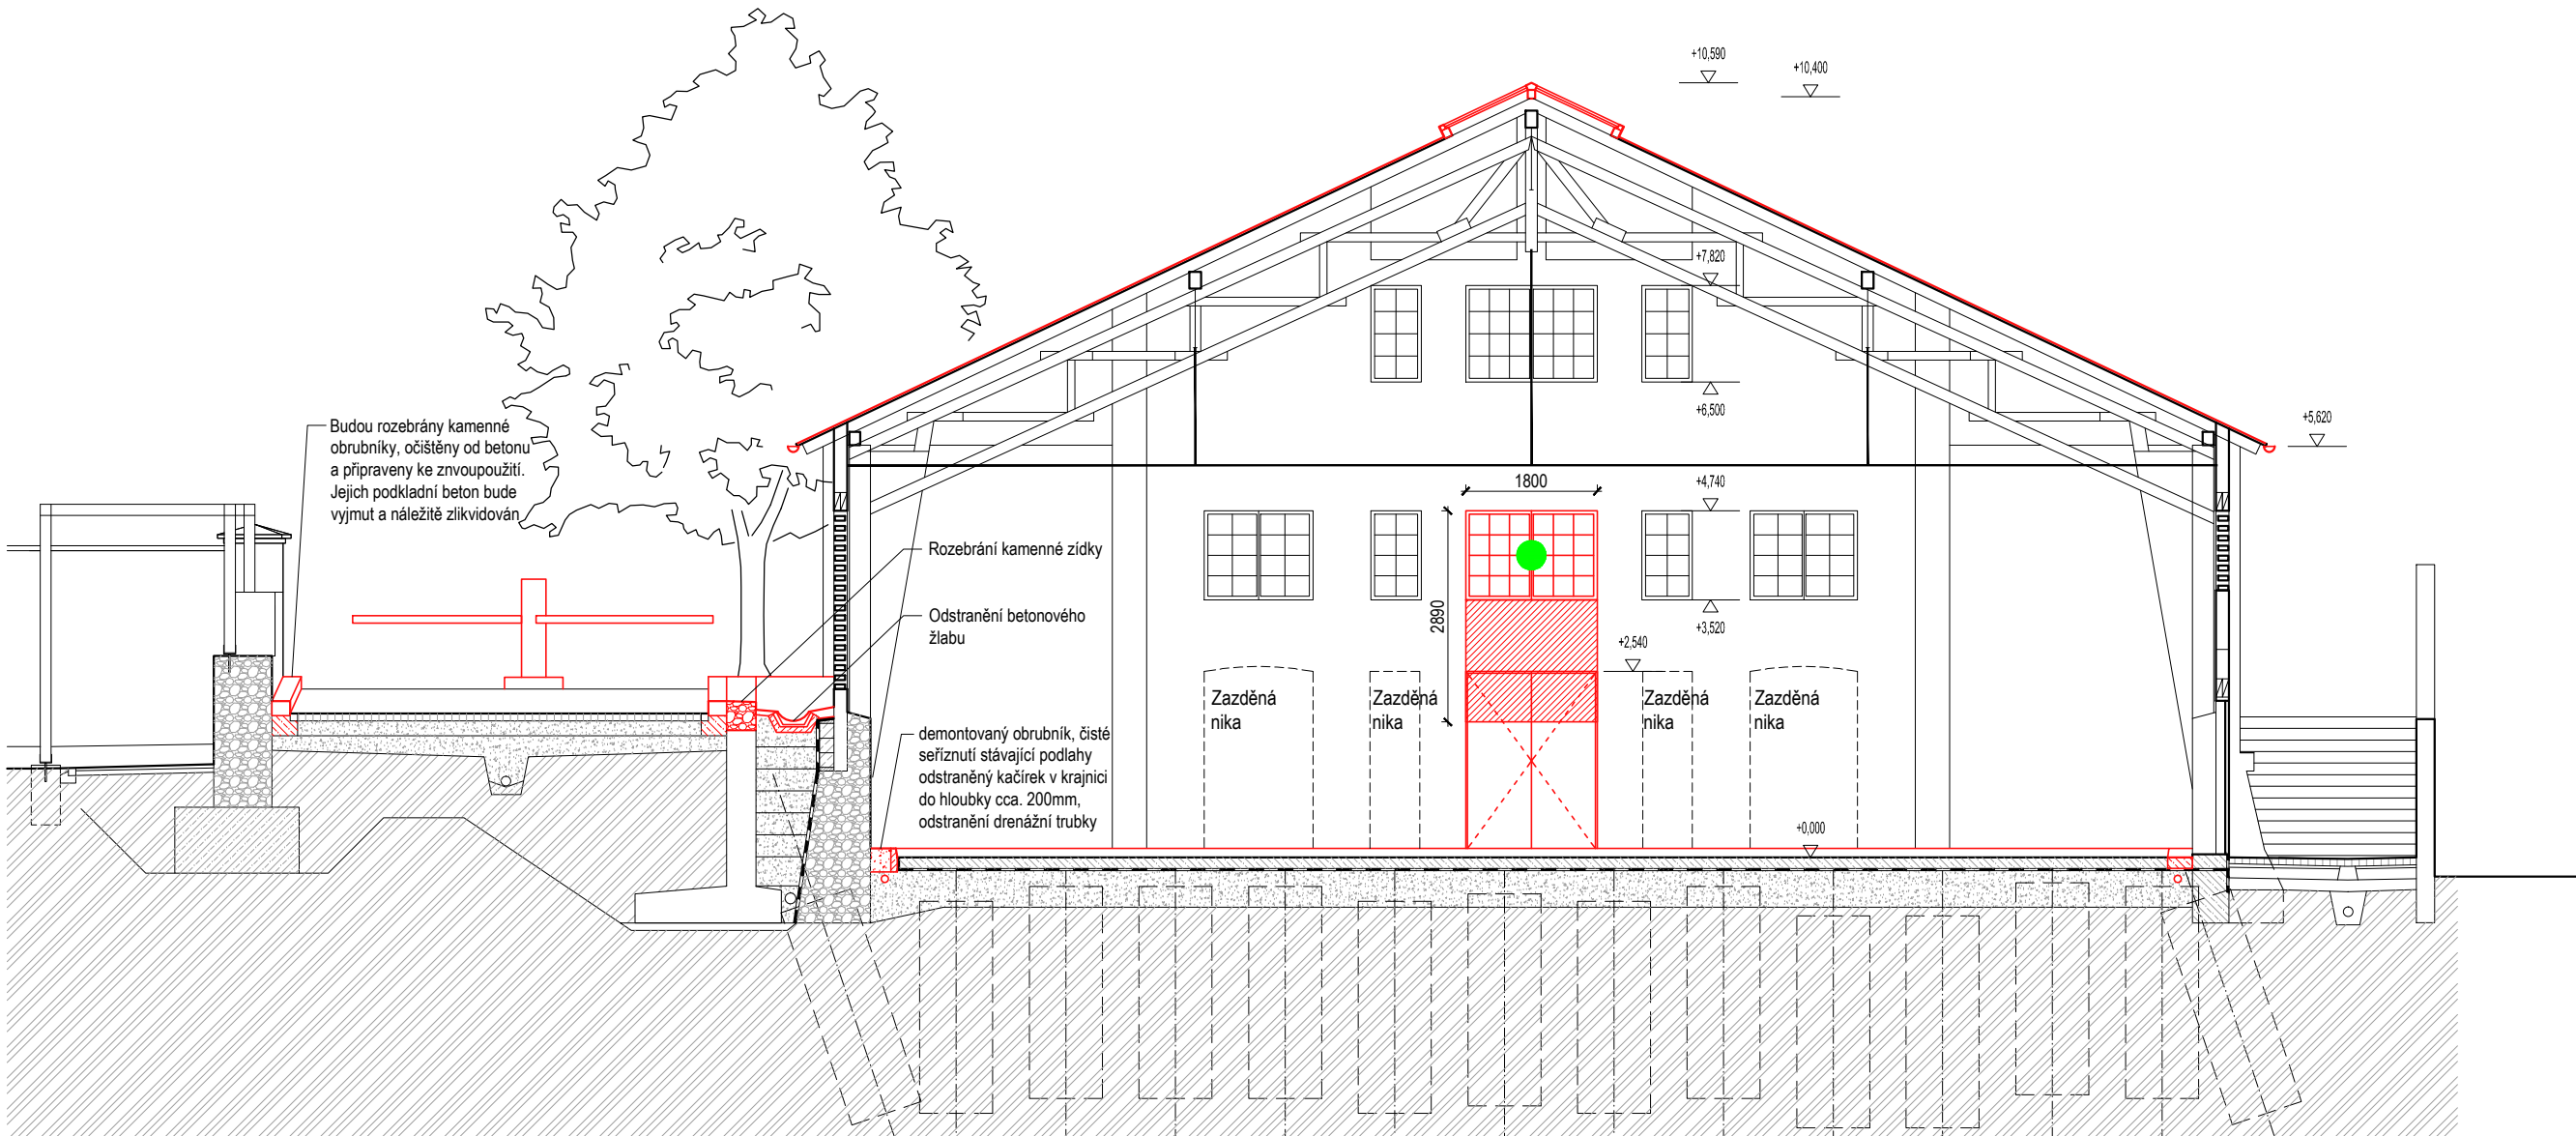 +10,590
+10,400
+7,820
+6,500
+5,620
Budou rozebrány kamenné
obrubníky, očištěny od betonu
a připraveny ke znvoupoužití.
Jejich podkladní beton bude
vyjmut a náležitě zlikvidován
1800
+4,740
Rozebrání kamenné zídky
2890
Odstranění betonového
žlabu
+3,520
+2,540
Zazděná
nika
Zazděná
nika
Zazděná
nika
Zazděná
nika
demontovaný obrubník, čisté
seříznutí stávající podlahy
odstraněný kačírek v krajnici
do hloubky cca. 200mm,
odstranění drenážní trubky
+0,000